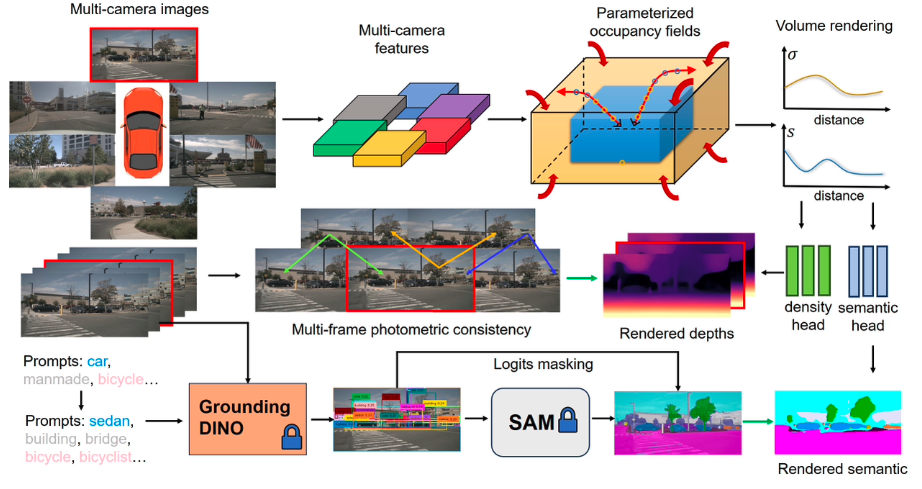 Multi-camera images
Multi-camera
features
Parameterized
occupancy fields
Volume rendering
σ
distance
s
distance
density
head
semantic
head
Multi-frame photometric consistency
Rendered depths
Prompts: car,
manmade, bicycle...
Prompts: sedan,
building, bridge,
bicycle, bicyclist...
Grounding
DINO
Logits masking
SAM
Rendered semantic